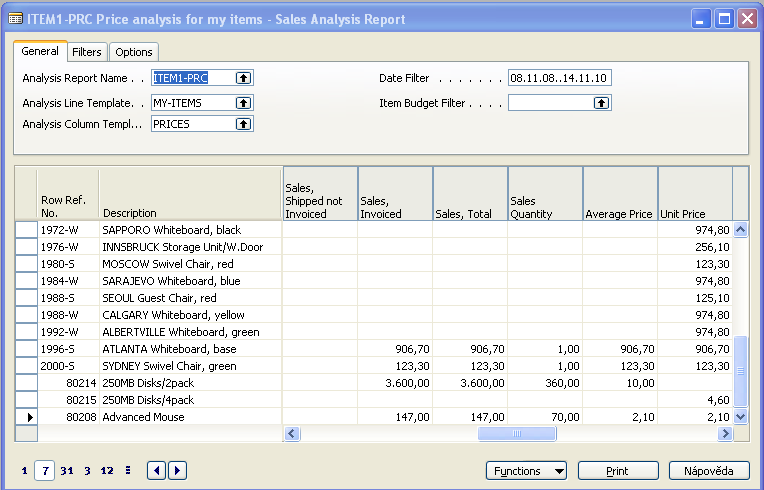 ITEM1-PRC Price analysis for my items - Sales Analysis Report
General Filters Options
Analysis Report Name . . ITEM1-PRC Date Filter . . . . . . . 08.11.08..14.11.10
Analysis Line Template. . MY-ITEMS Item Budget Filter . . . .
Analysis Column Templ... PRICES
Row Ref. No. Description Sales, Shipped not Invoiced Sales, Invoiced Sales, Total Sales Quantity Average Price Unit Price
1972-W SAPPORO Whiteboard, black 974,80
1976-W INNSBRUCK Storage Unit/W.Door 256,10
1980-S MOSCOW Swivel Chair, red 123,30
1984-W SARAJEVO Whiteboard, blue 974,80
1988-S SEOUL Guest Chair, red 125,10
1988-W CALGARY Whiteboard, yellow 974,80
1992-W ALBERTVILLE Whiteboard, green 974,80
1996-S ATLANTA Whiteboard, base 906,70 906,70 1,00 906,70 906,70
2000-S SYDNEY Swivel Chair, green 123,30 123,30 1,00 123,30 123,30
80214 250MB Disks/2pack 3.600,00 3.600,00 360,00 10,00
80215 250MB Disks/4pack 4,60
80208 Advanced Mouse 147,00 147,00 70,00 2,10 2,10
1 7 31 3 12 Functions Print Nápověda